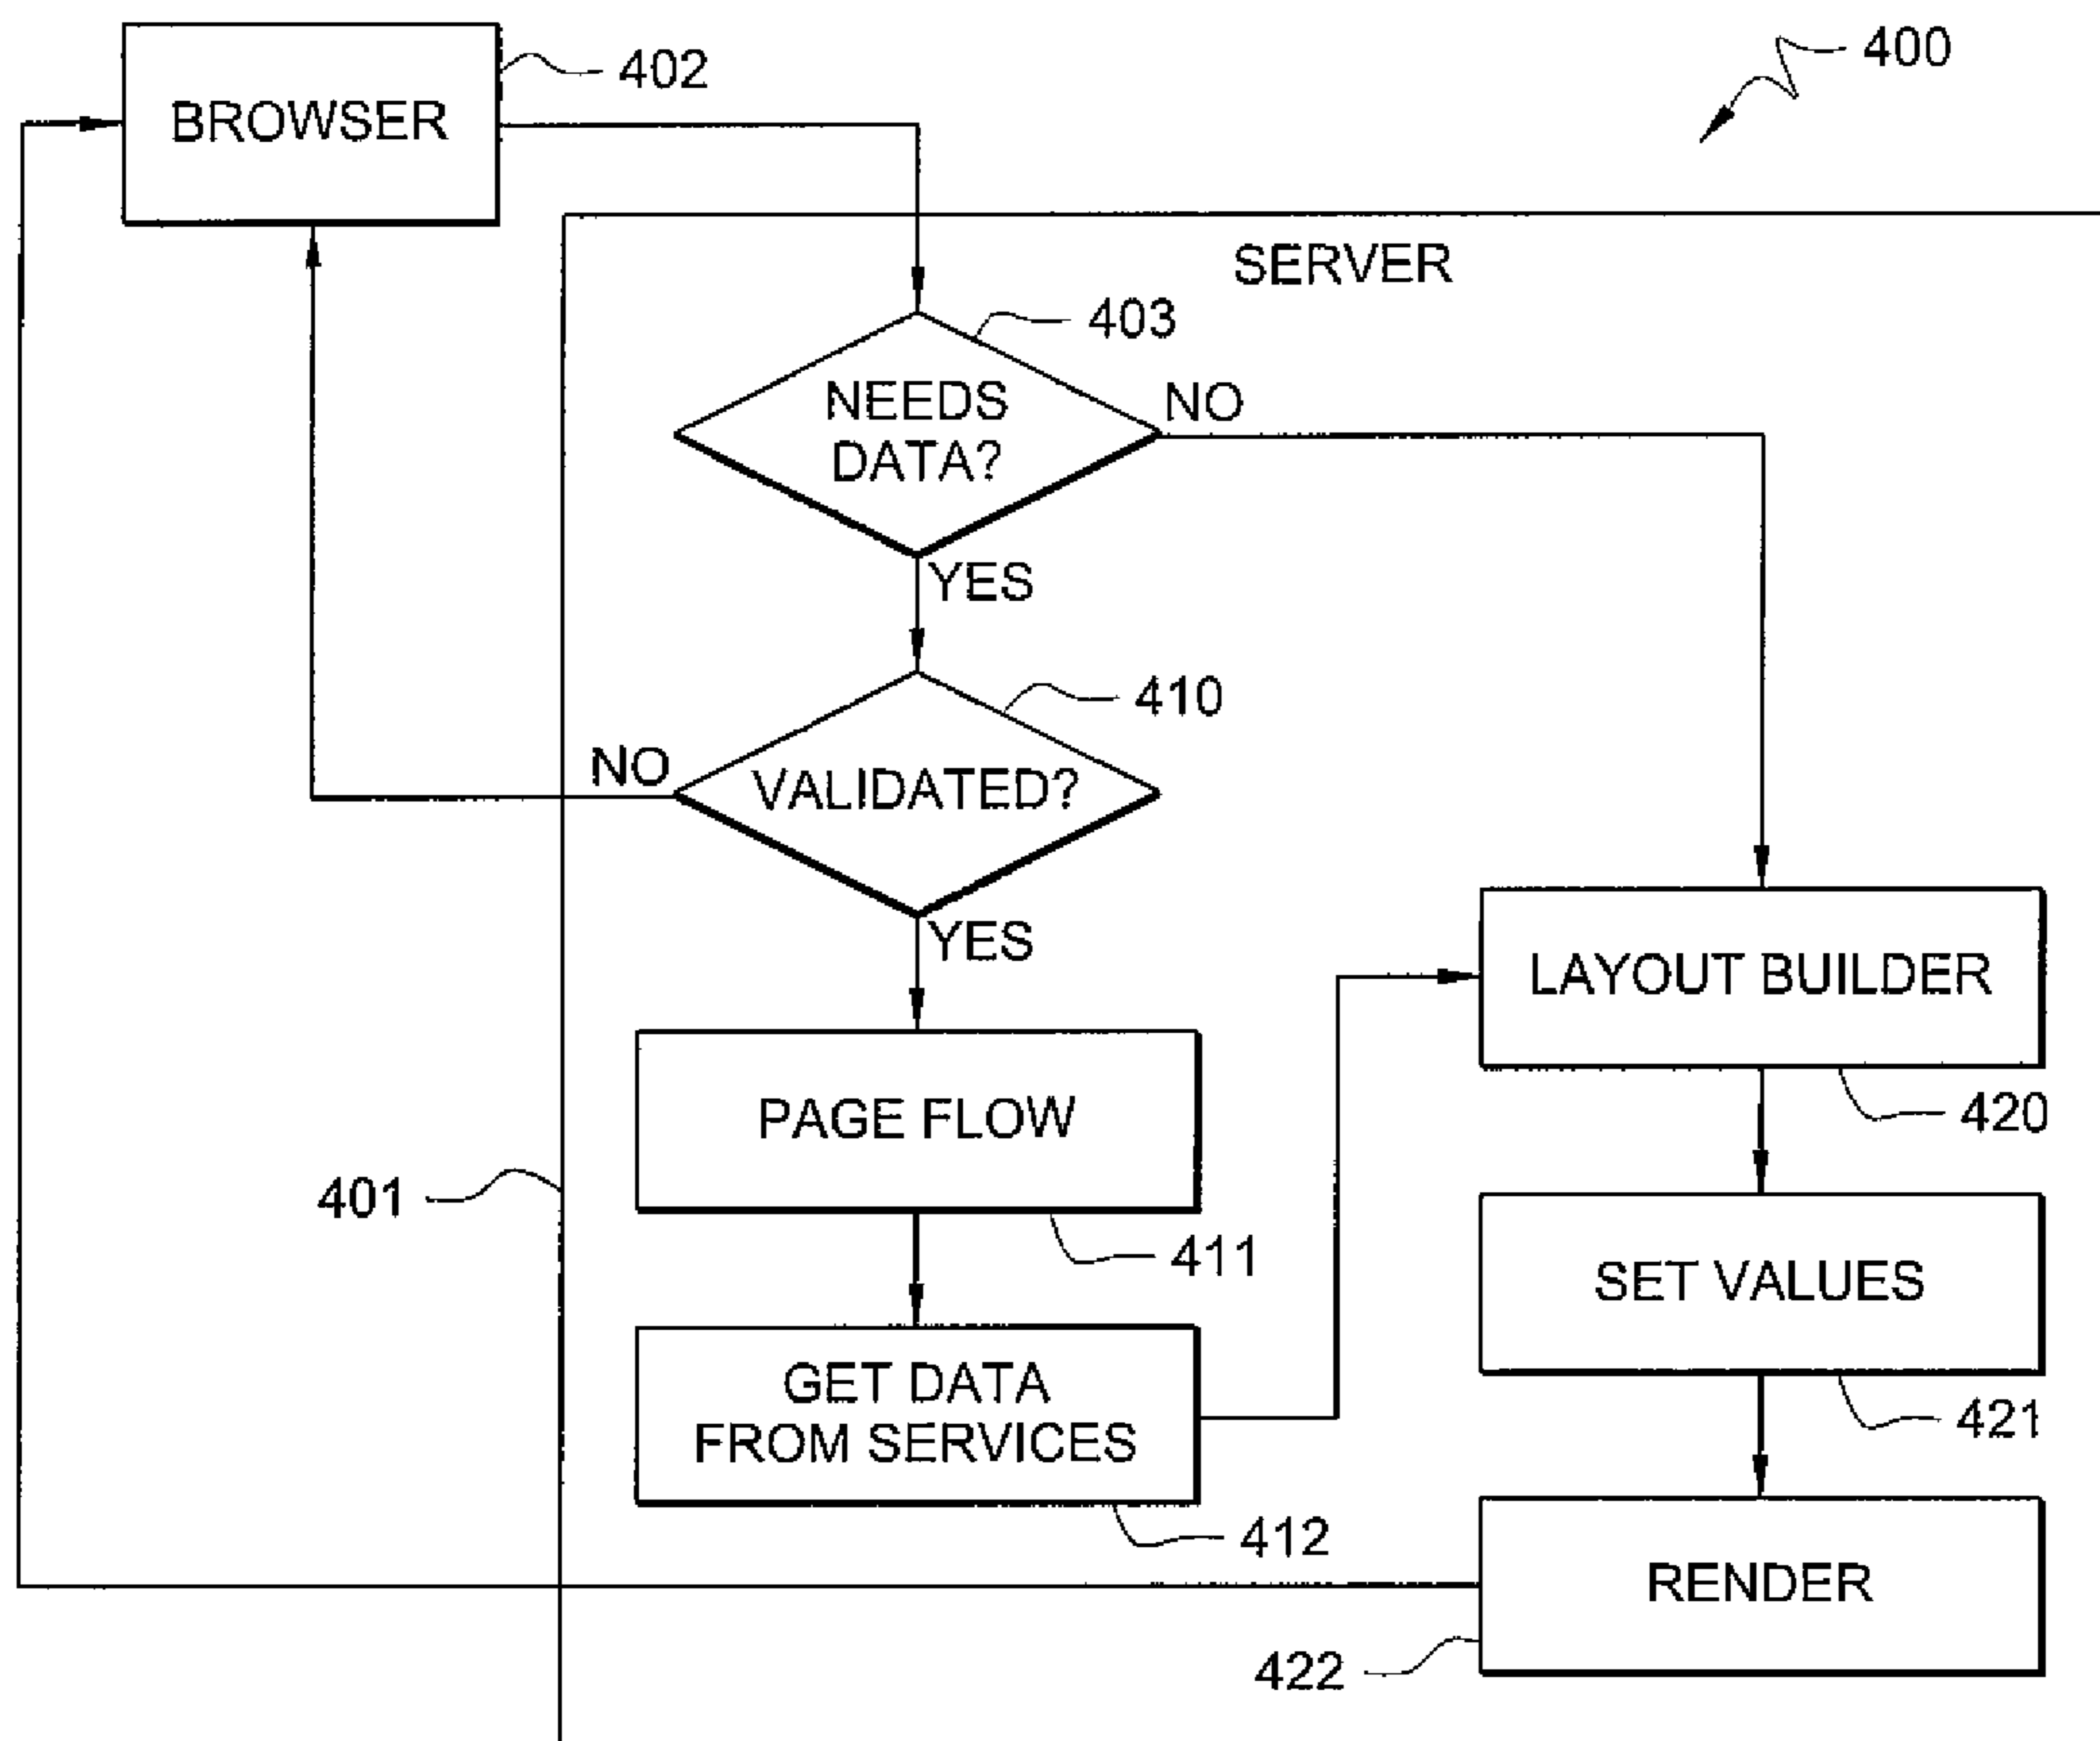 400
402
BROWSER
SERVER
403
NEEDS
DATA?
NO
YES
410
NO
VALIDATED?
YES
LAYOUT BUILDER
420
PAGE FLOW
401
411
SET VALUES
421
GET DATA
FROM SERVICES
412
RENDER
422